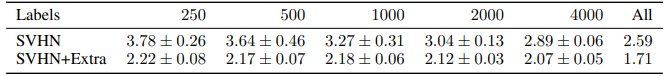 Labels 250 500 1000 2000 4000 All
SVHN 3.78 ± 0.26 3.64 ± 0.46 3.27 ± 0.31 3.04 ± 0.13 2.89 ± 0.06 2.59
SVHN+Extra 2.22 ± 0.08 2.17 ± 0.07 2.18 ± 0.06 2.12 ± 0.03 2.07 ± 0.05 1.71